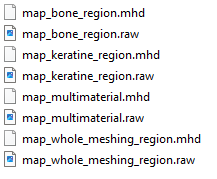 map_bone_region.mhd
map_bone_region.raw
map_keratine_region.mhd
map_keratine_region.raw
map_multimaterial.mhd
map_multimaterial.raw
map_whole_meshing_region.mhd
map_whole_meshing_region.raw